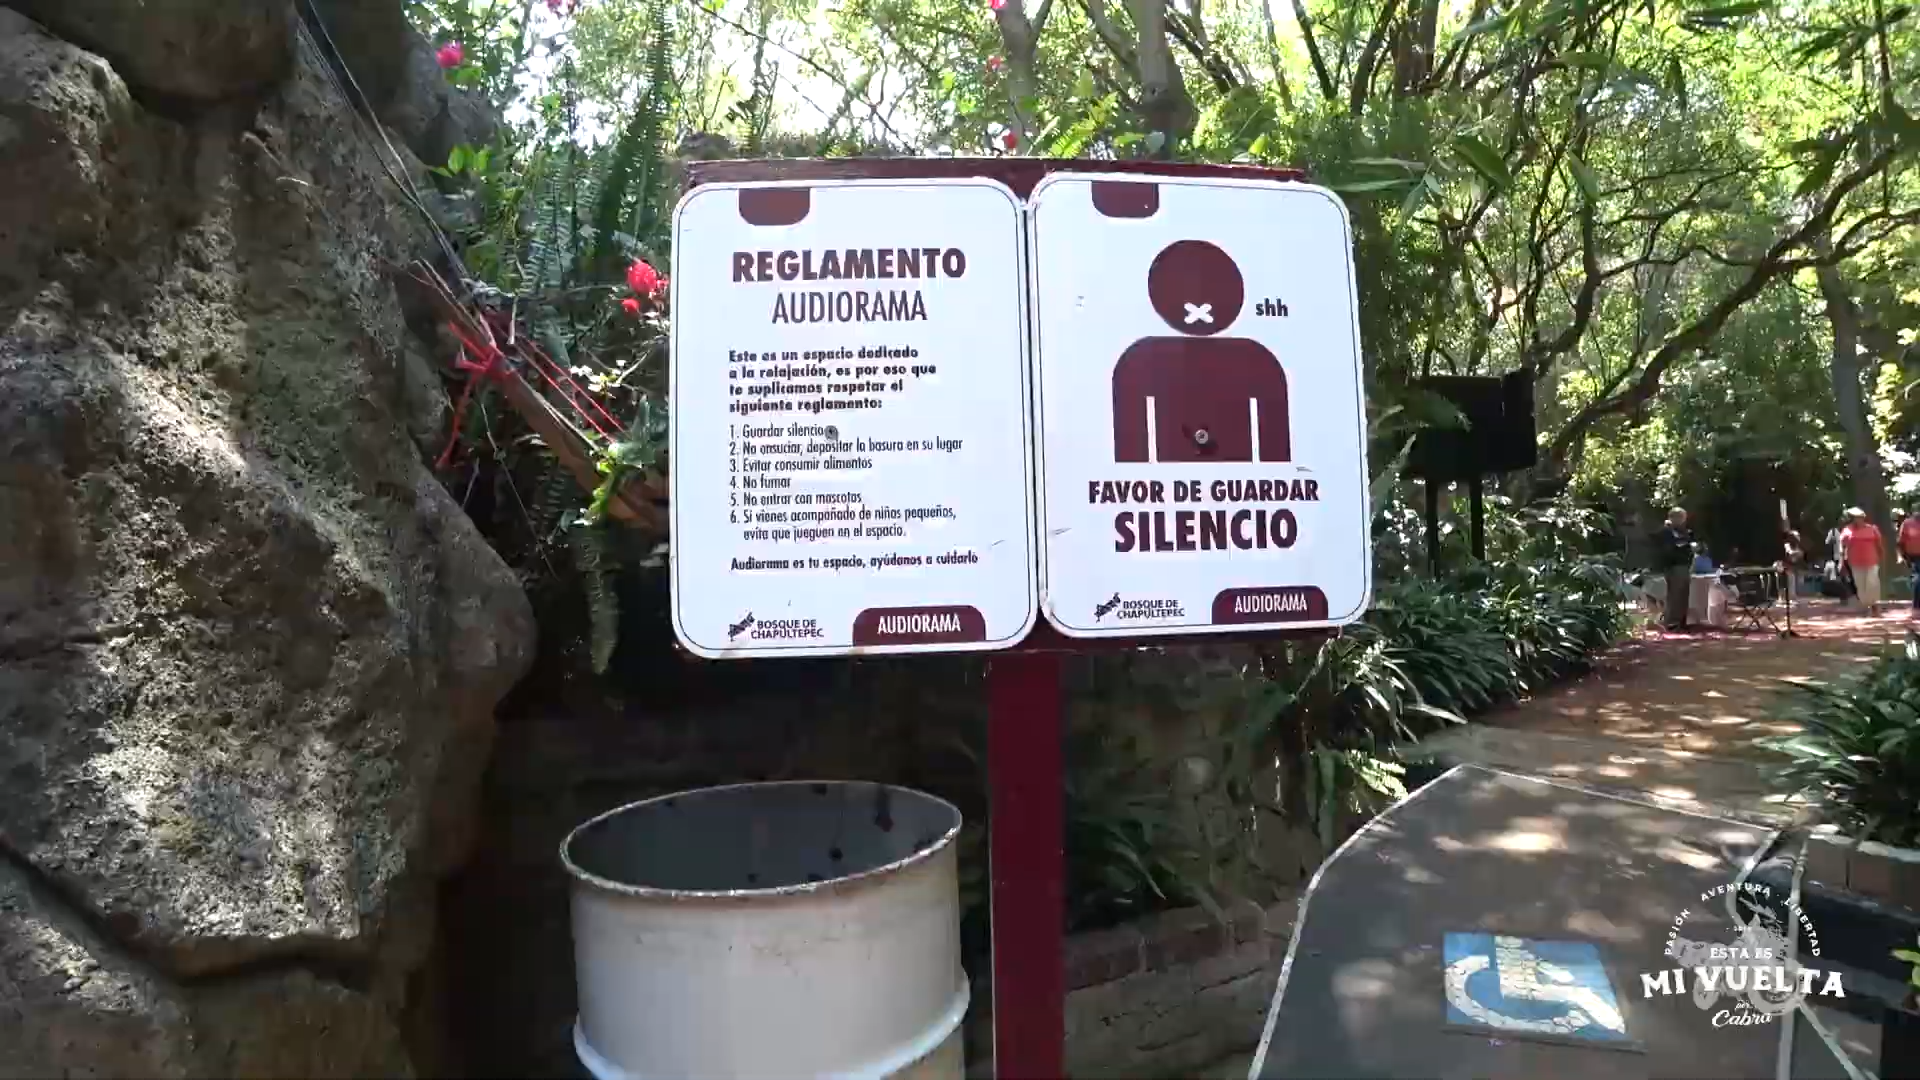 REGLAMENTO
AUDIORAMA
Este es un espacio dedicado
a la relajación, es por eso que
te suplicamos respetar el
siguiente reglamento:
1. Guardar silencio
2. No ensuciar, depositar la basura en su lugar
3. Evitar consumir alimentos
4. No fumar
5. No entrar con mascotas
6. Si vienes acompañado de niños pequeños,
evita que jueguen en el espacio.
Audiorama es tu espacio, ayúdanos a cuidarlo
BOSQUE DE
CHAPULTEPEC
AUDIORAMA
shh
FAVOR DE GUARDAR
SILENCIO
BOSQUE DE
CHAPULTEPEC
AUDIORAMA
PASIÓN · AVENTURA · LIBERTAD
ESTA ES
MI VUELTA
por
Cabra